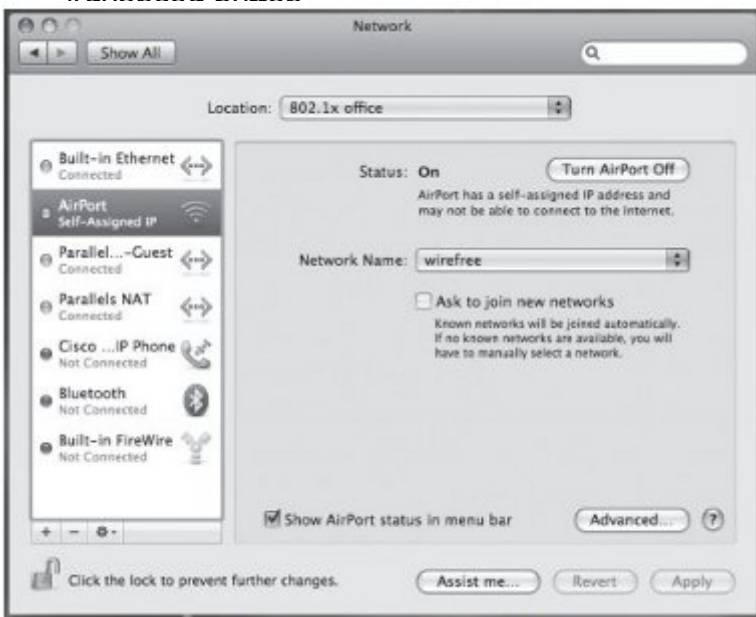 Network
Show All
Location: 802.1x office
Built-in Ethernet
Connected
AirPort
Self-Assigned IP
Parallel...-Guest
Connected
Parallels NAT
Connected
Cisco ...IP Phone
Not Connected
Bluetooth
Not Connected
Built-in FireWire
Not Connected
Status: On
Turn AirPort Off
AirPort has a self-assigned IP address and
may not be able to connect to the Internet.
Network Name: wirefree
Ask to join new networks
Known networks will be joined automatically.
If no known networks are available, you will
have to manually select a network.
Show AirPort status in menu bar
Advanced...
?
Click the lock to prevent further changes.
Assist me...
Revert
Apply